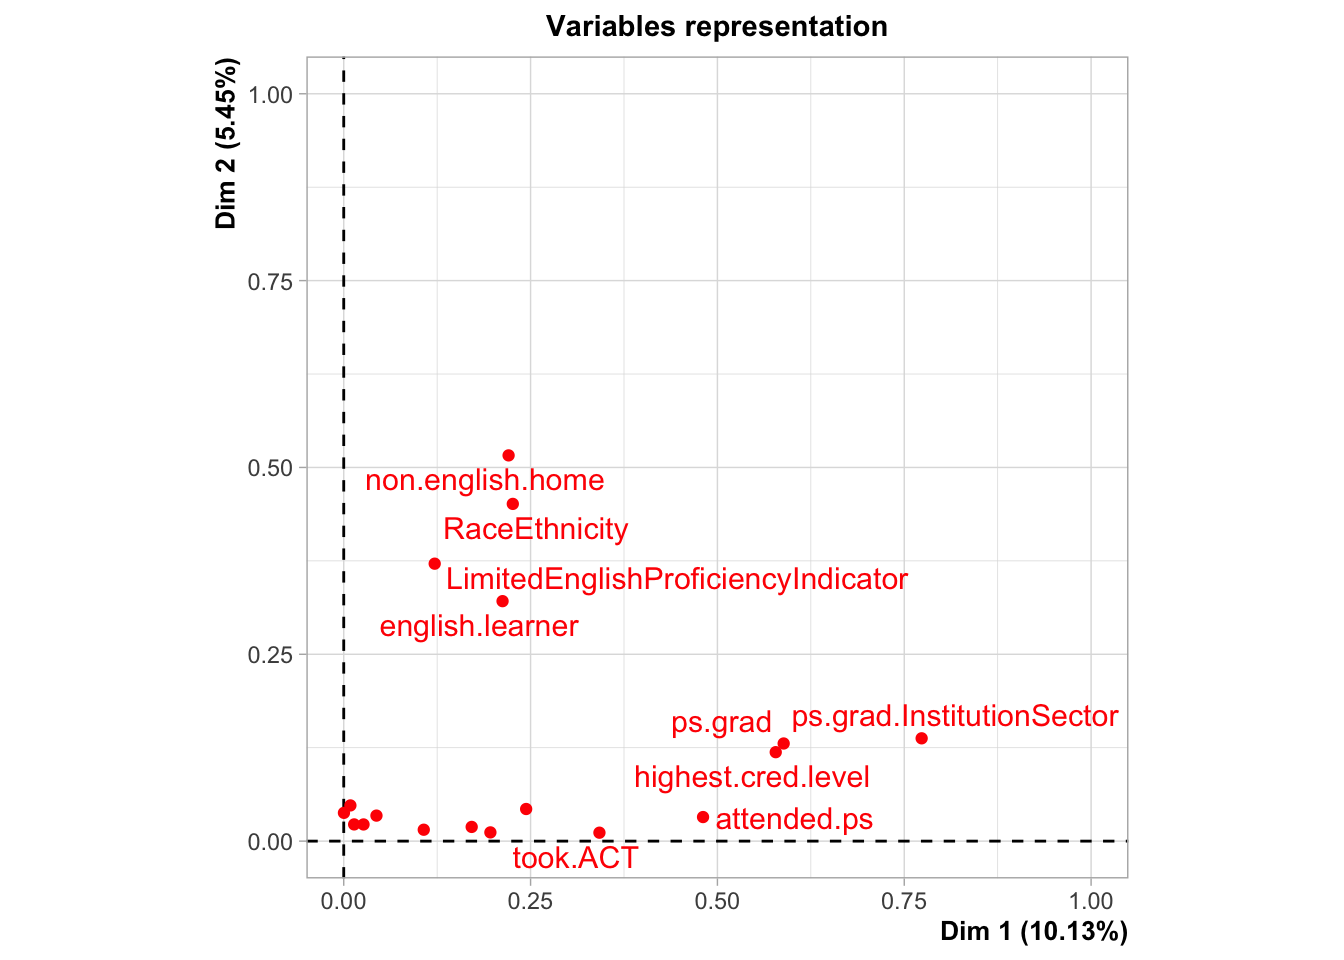 Variables representation
Dim 2 (5.45%)
1.00
0.75
0.50
0.25
0.00
non.english.home
RaceEthnicity
LimitedEnglishProficiencyIndicator
english.learner
ps.grad
ps.grad.InstitutionSector
highest.cred.level
attended.ps
took.ACT
0.00 0.25 0.50 0.75 1.00
Dim 1 (10.13%)